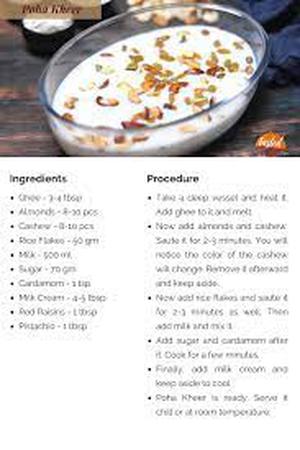 Poha Kheer
Ingredients
Ghee - 3-4 tbsp
Almonds - 8-10 pcs
Cashew - 8-10 pcs
Rice Flakes - 50 gm
Milk - 500 ml
Sugar - 70 gm
Cardamom - 1 tsp
Milk Cream - 4-5 tbsp
Red Raisins - 1 tbsp
Pistachio - 1 tbsp
Procedure
Take a deep vessel and heat it.
Add ghee to it and melt.
Now add almonds and cashew.
Saute it for 2-3 minutes. You will
notice the color of the cashew
will change. Remove it afterward
and keep aside.
Now add rice flakes and saute it
for 2-3 minutes as well. Then
add milk and mix it.
Add sugar and cardamom after
it. Cook for a few minutes.
Finally, add milk cream and
keep aside to cool.
Poha Kheer is ready. Serve it
chill or at room temperature.